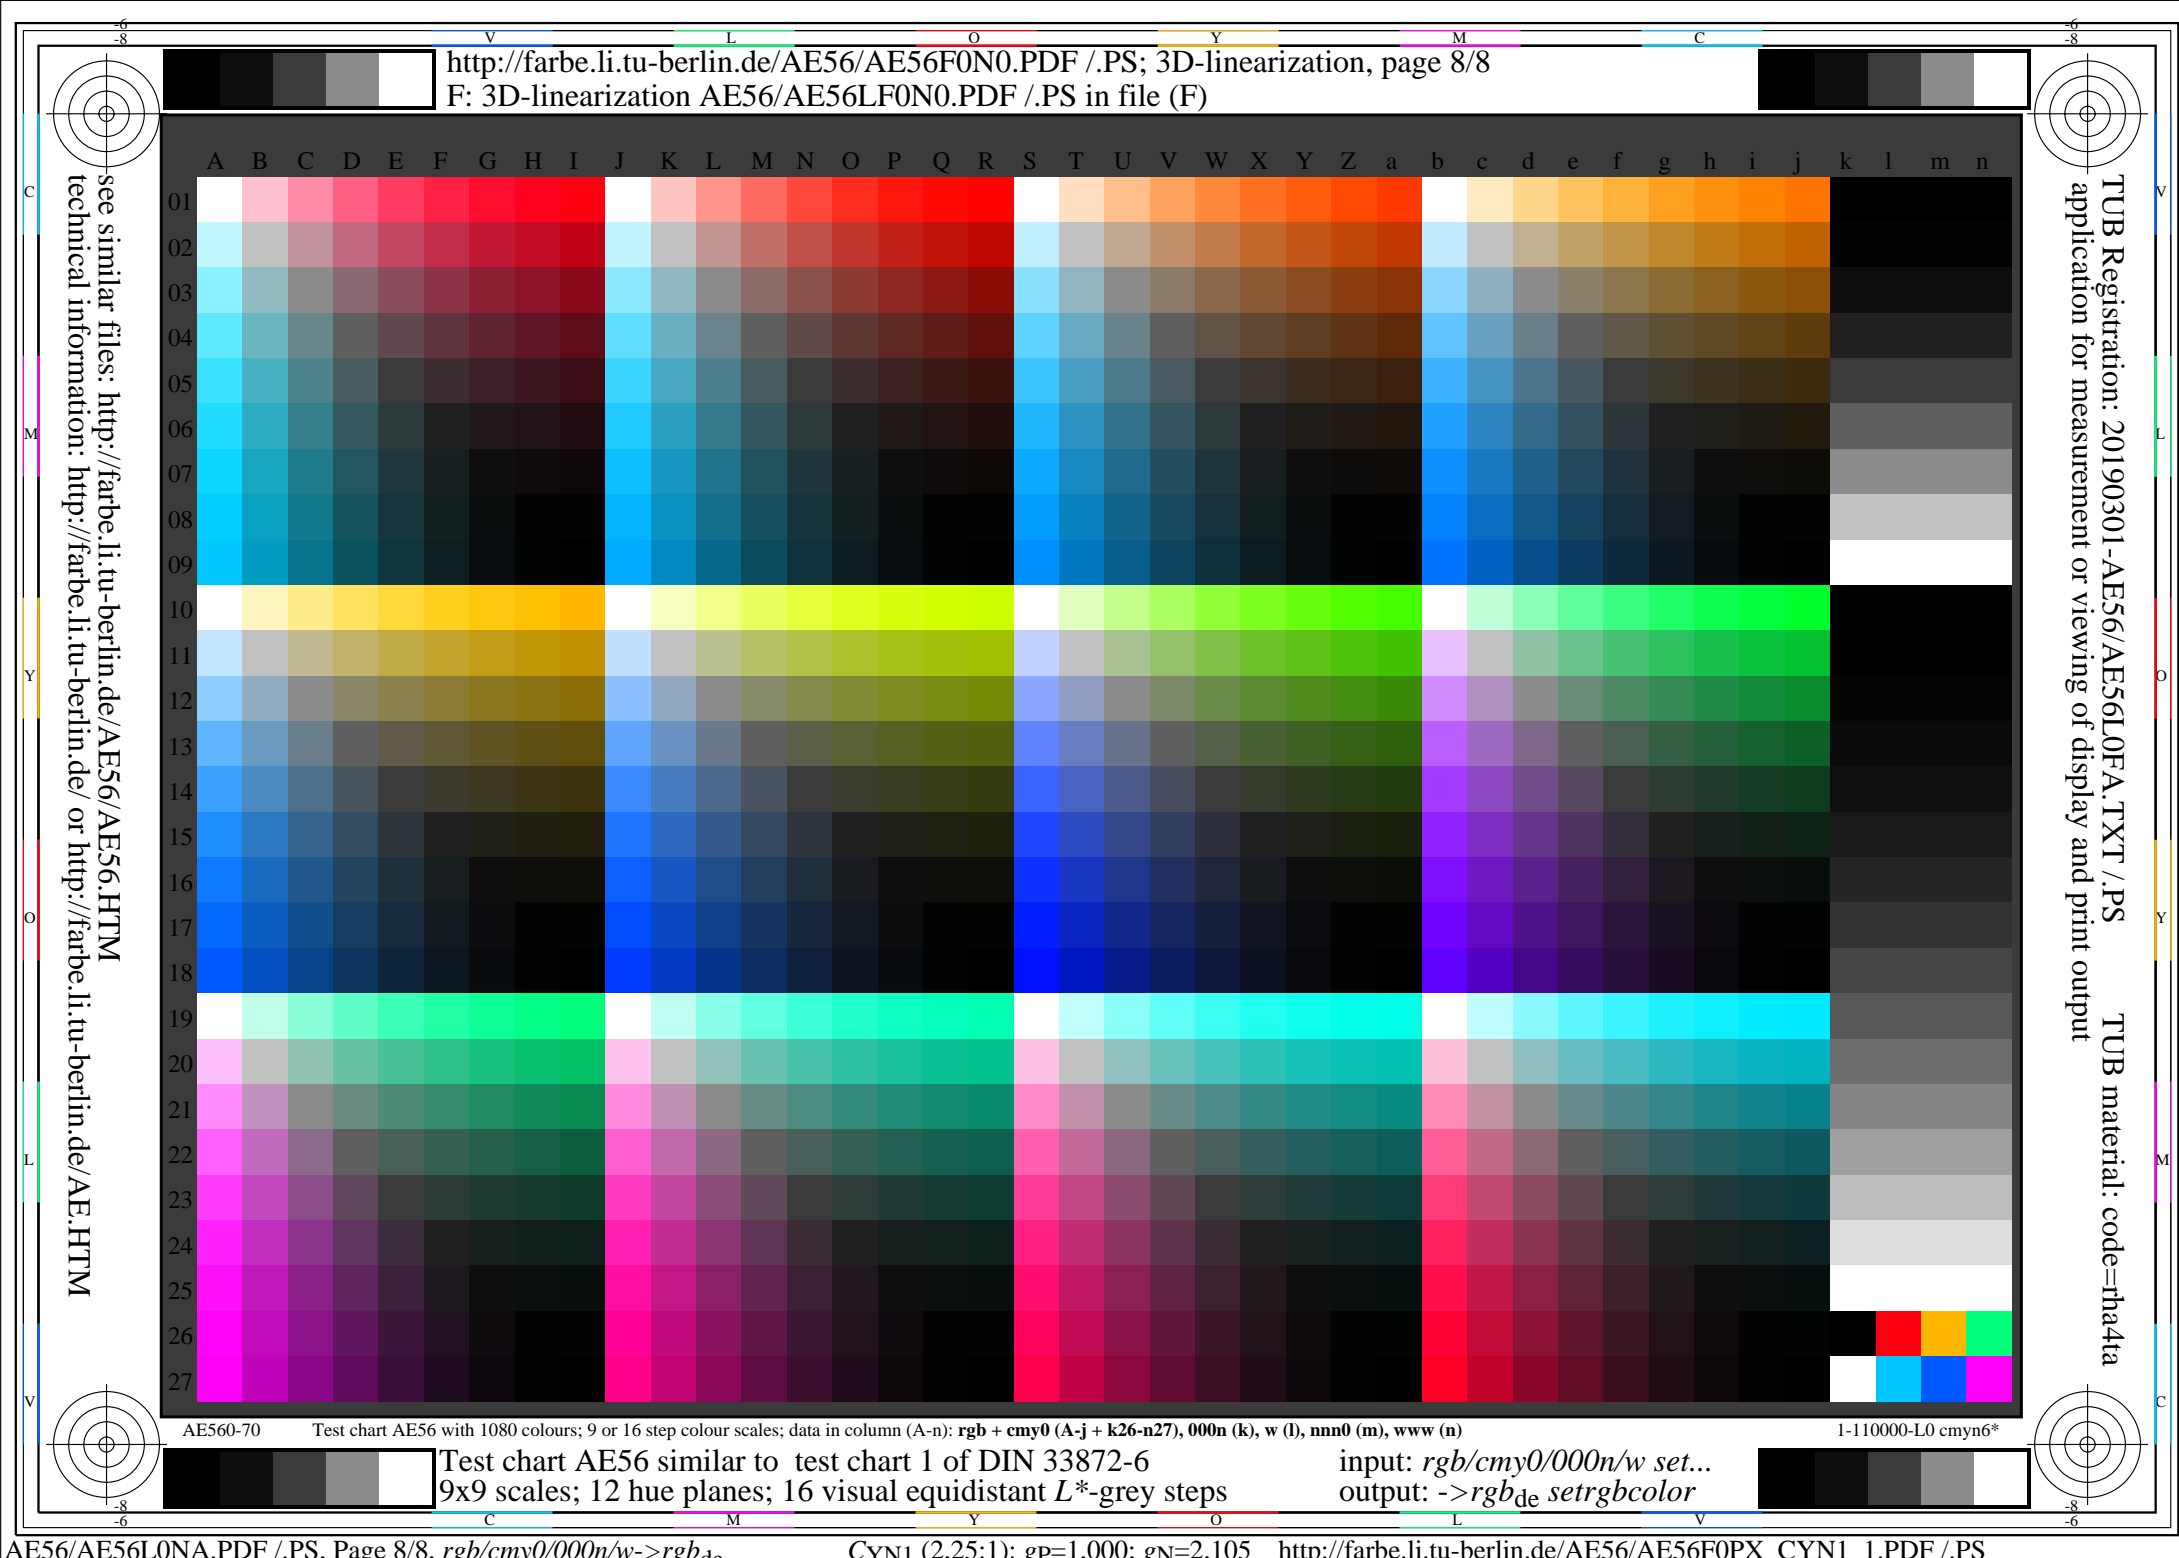 -6
-8
V
L
O
Y
M
C
-6
-8
http://farbe.li.tu-berlin.de/AE56/AE56F0N0.PDF /.PS; 3D-linearization, page 8/8
F: 3D-linearization AE56/AE56LF0N0.PDF /.PS in file (F)
A B C D E F G H I J K L M N O P Q R S T U V W X Y Z a b c d e f g h i j k l m n
01
02
03
04
05
06
07
08
09
10
11
12
13
14
15
16
17
18
19
20
21
22
23
24
25
26
27
see similar files: http://farbe.li.tu-berlin.de/AE56/AE56.HTM
technical information: http://farbe.li.tu-berlin.de/ or http://farbe.li.tu-berlin.de/AE.HTM
TUB Registration: 20190301-AE56/AE56L0FA.TXT /.PS
application for measurement or viewing of display and print output
TUB material: code=rha4ta
C
M
Y
O
L
V
V
L
O
Y
M
C
AE560-70
Test chart AE56 with 1080 colours; 9 or 16 step colour scales; data in column (A-n): rgb + cmy0 (A-j + k26-n27), 000n (k), w (l), nnn0 (m), www (n)
1-110000-L0 cmyn6*
Test chart AE56 similar to test chart 1 of DIN 33872-6
9x9 scales; 12 hue planes; 16 visual equidistant L*-grey steps
input: rgb/cmy0/000n/w set...
output: ->rgbde setrgbcolor
-8
-6
C
M
Y
O
L
V
-8
-6
AE56/AE56L0NA.PDF /.PS, Page 8/8, rgb/cmy0/000n/w->rgbde
CYN1 (2,25:1): gP=1,000; gN=2,105
http://farbe.li.tu-berlin.de/AE56/AE56F0PX_CYN1_1.PDF /.PS